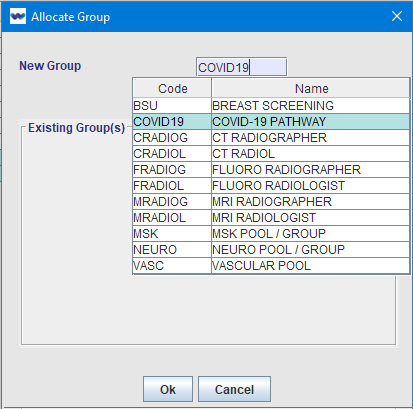 Allocate Group
New Group COVID19
Code Name
BSU BREAST SCREENING
COVID19 COVID-19 PATHWAY
Existing Group(s)
CRADIOG CT RADIOGRAPHER
CRADIOL CT RADIOL
FRADIOG FLUORO RADIOGRAPHER
FRADIOL FLUORO RADIOLOGIST
MRADIOG MRI RADIOGRAPHER
MRADIOL MRI RADIOLOGIST
MSK MSK POOL / GROUP
NEURO NEURO POOL / GROUP
VASC VASCULAR POOL
Ok Cancel